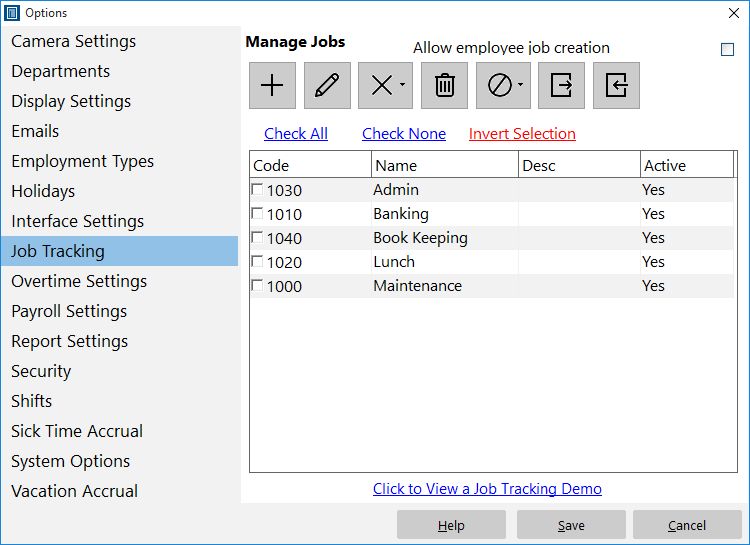 Options
Camera Settings
Departments
Display Settings
Emails
Employment Types
Holidays
Interface Settings
Job Tracking
Overtime Settings
Payroll Settings
Report Settings
Security
Shifts
Sick Time Accrual
System Options
Vacation Accrual
Manage Jobs
Allow employee job creation
Check All Check None Invert Selection
Code Name Desc Active
1030 Admin Yes
1010 Banking Yes
1040 Book Keeping Yes
1020 Lunch Yes
1000 Maintenance Yes
Click to View a Job Tracking Demo
Help Save Cancel